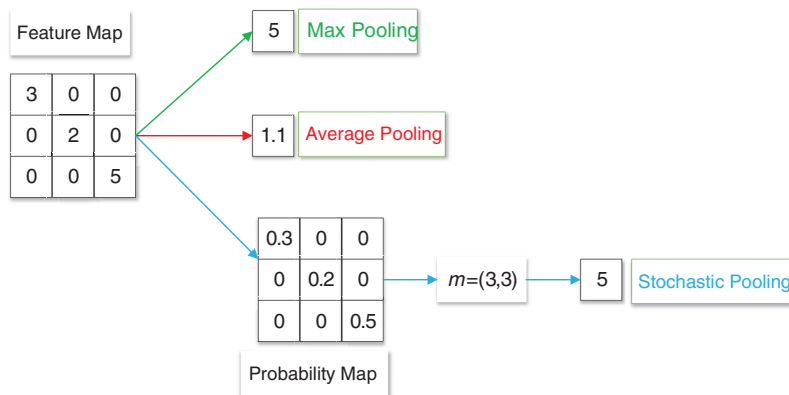 Feature Map
3 0 0
0 2 0
0 0 5
5 Max Pooling
1.1 Average Pooling
0.3 0 0
0 0.2 0
0 0 0.5
Probability Map
m=(3,3)
5 Stochastic Pooling